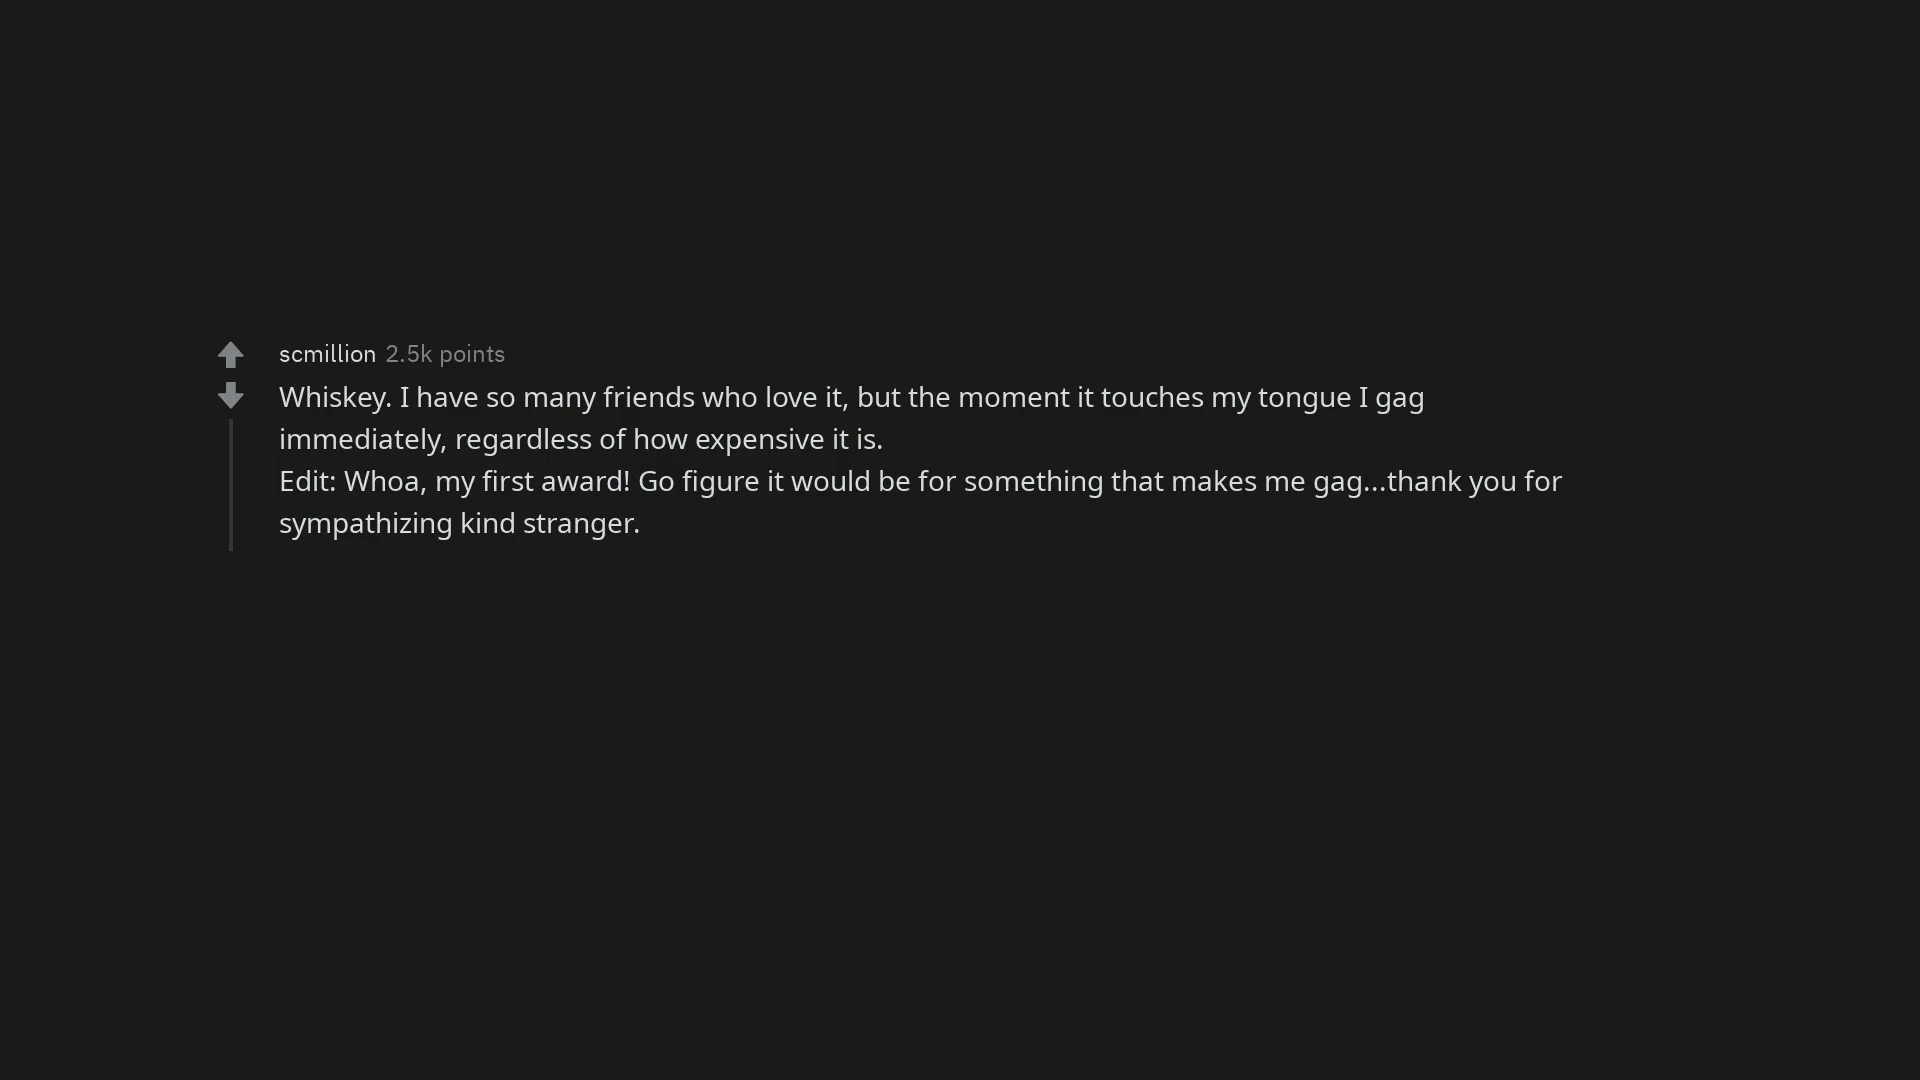 scmillion 2.5k points
Whiskey. I have so many friends who love it, but the moment it touches my tongue I gag
immediately, regardless of how expensive it is.
Edit: Whoa, my first award! Go figure it would be for something that makes me gag...thank you for
sympathizing kind stranger.